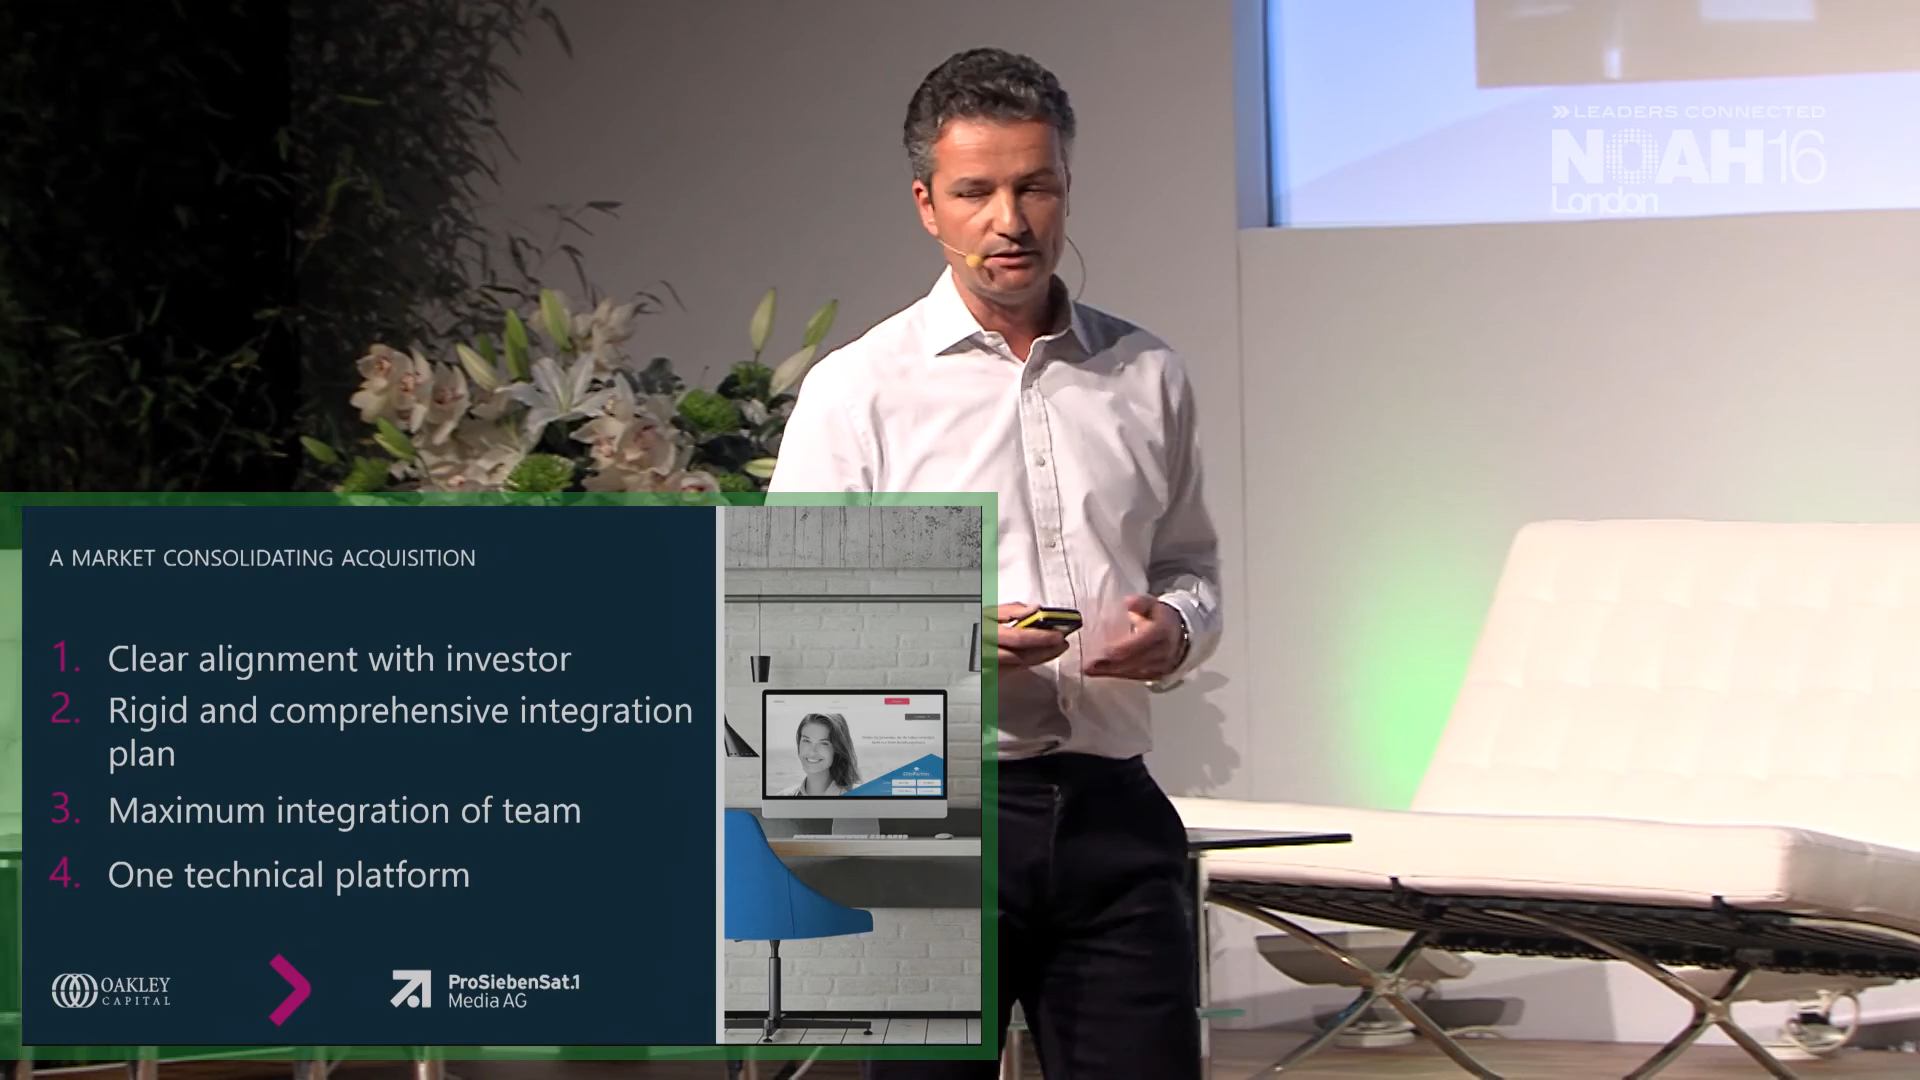 »LEADERS CONNECTED
NOAH16
London
A MARKET CONSOLIDATING ACQUISITION
1. Clear alignment with investor
2. Rigid and comprehensive integration
plan
3. Maximum integration of team
4. One technical platform
OAKLEY
CAPITAL
ProSiebenSat.1
Media AG